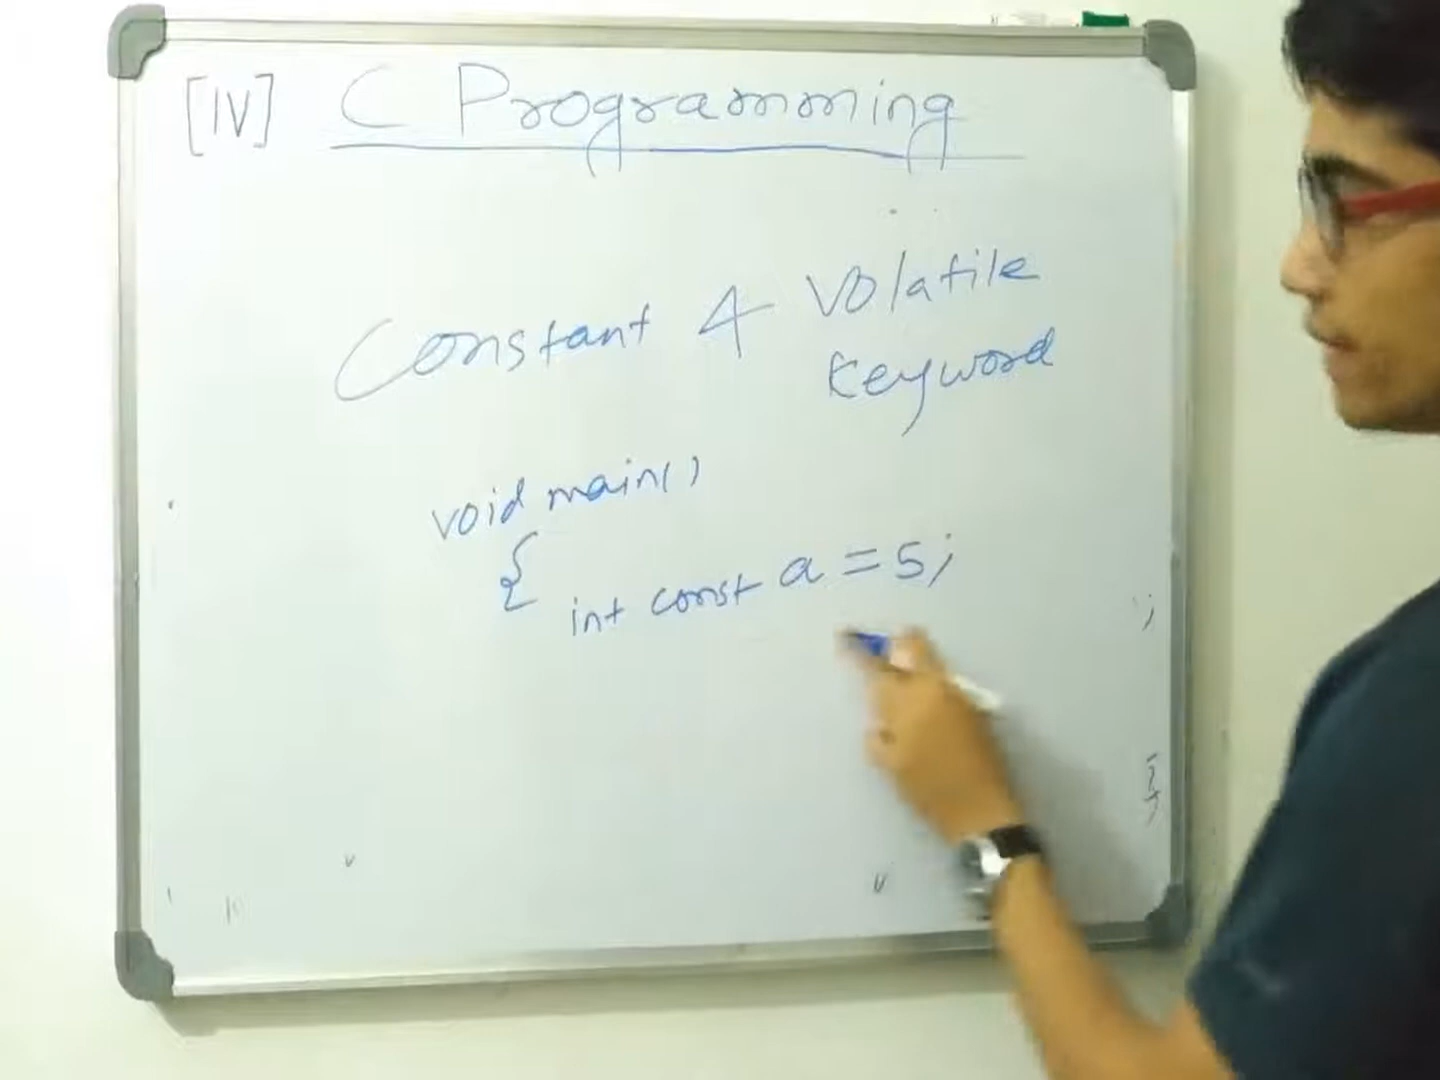 [IV] C Programming
Constant & Volatile
Keyword
void main()
{
int const a = 5;